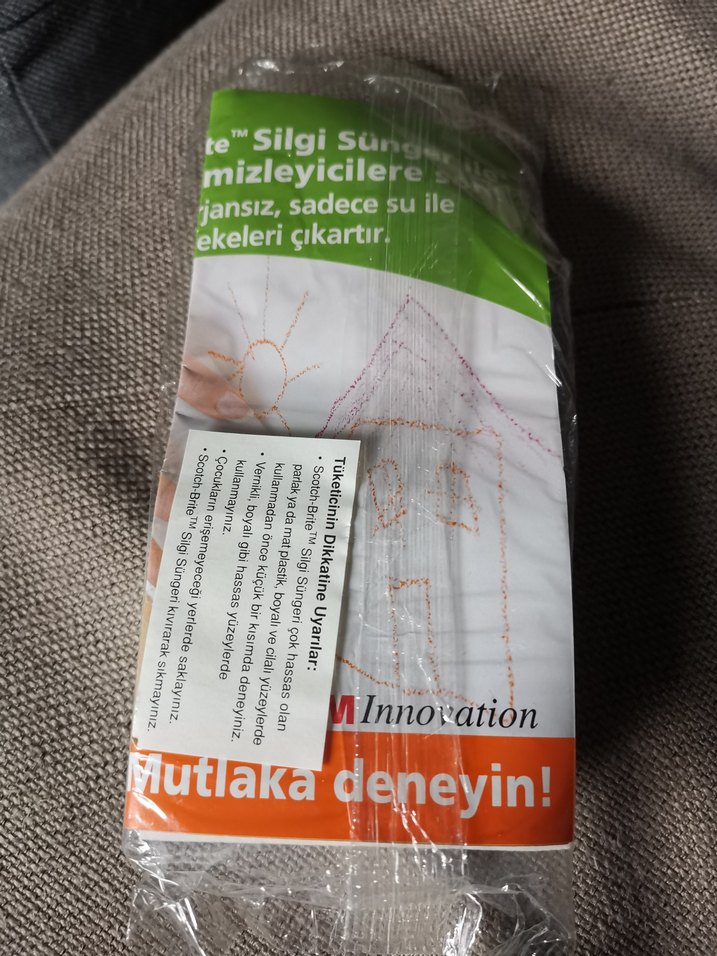 te™ Silgi Sünger
mizleyicilere
rjansız, sadece su ile
ekeleri çıkartır.
Tüketicinin Dikkatine Uyarılar:
• Scotch-Brite™ Silgi Süngeri çok hassas olan
parlak ya da mat plastik, boyalı ve cilalı yüzeylerde
kullanmadan önce küçük bir kısımda deneyiniz.
• Vernikli, boyalı gibi hassas yüzeylerde
kullanmayınız.
• Çocukların erişemeyeceği yerlerde saklayınız.
• Scotch-Brite™ Silgi Süngeri kıvırarak sıkmayınız.
M Innovation
Mutlaka deneyin!